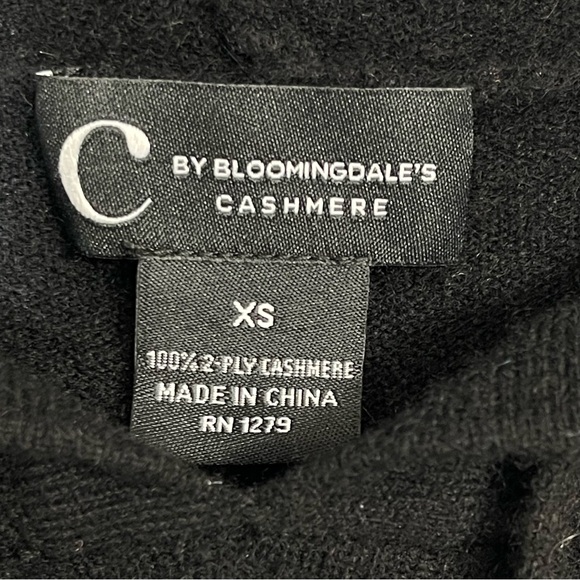 C
BY BLOOMINGDALE'S
CASHMERE
XS
100% 2-PLY CASHMERE
MADE IN CHINA
RN 1279